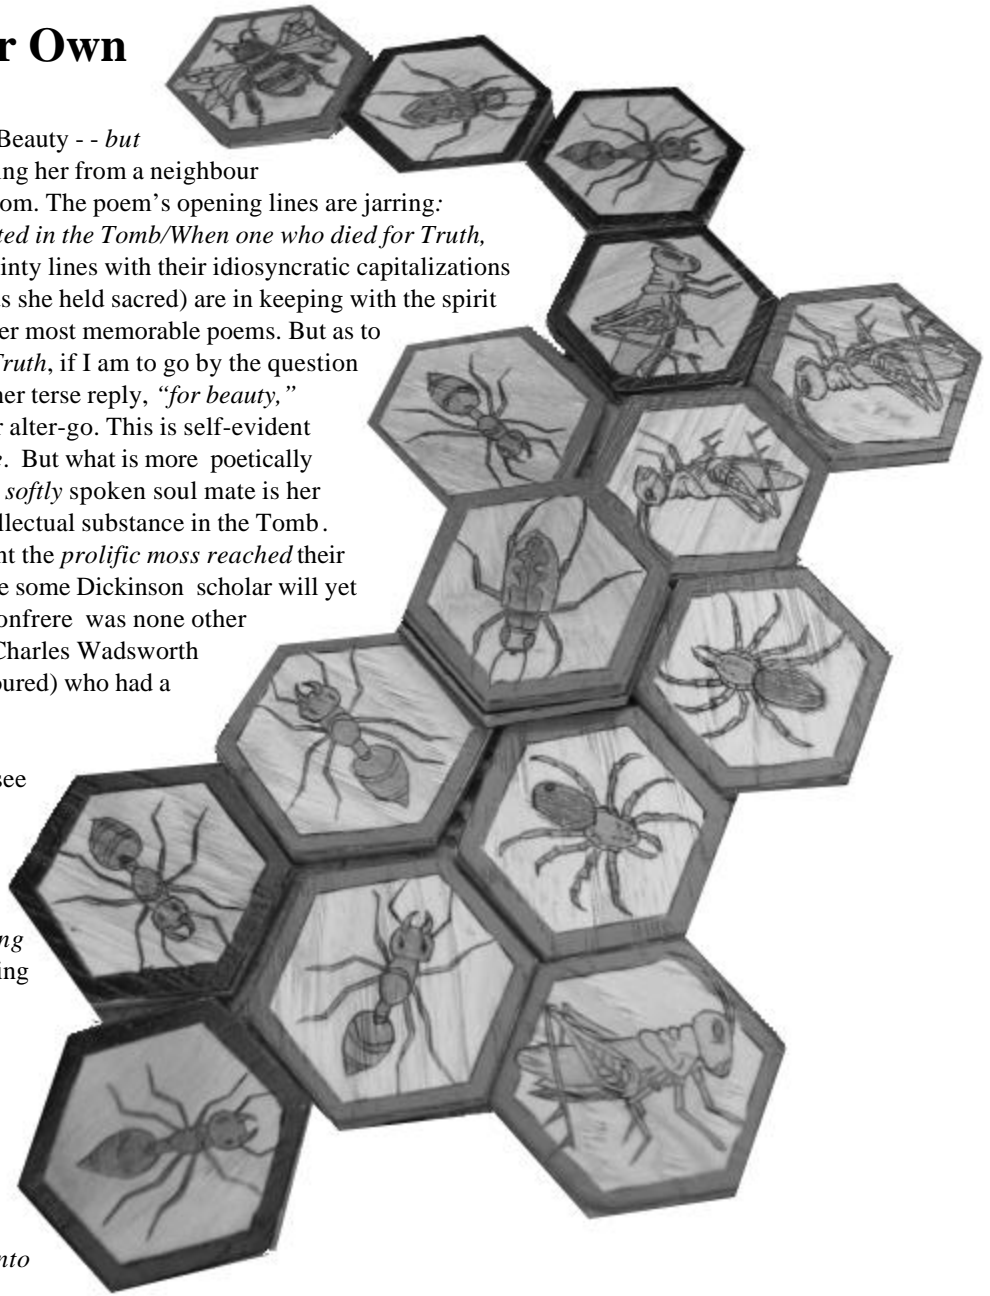 r Own
Beauty - - but
ing her from a neighbour
om. The poem’s opening lines are jarring:
ted in the Tomb/When one who died for Truth,
inty lines with their idiosyncratic capitalizations
s she held sacred) are in keeping with the spirit
er most memorable poems. But as to
Truth, if I am to go by the question
her terse reply, “for beauty,”
r alter-go. This is self-evident
e. But what is more poetically
softly spoken soul mate is her
llectual substance in the Tomb.
nt the prolific moss reached their
e some Dickinson scholar will yet
onfrere was none other
Charles Wadsworth
oured) who had a
see
ng
ing
nto